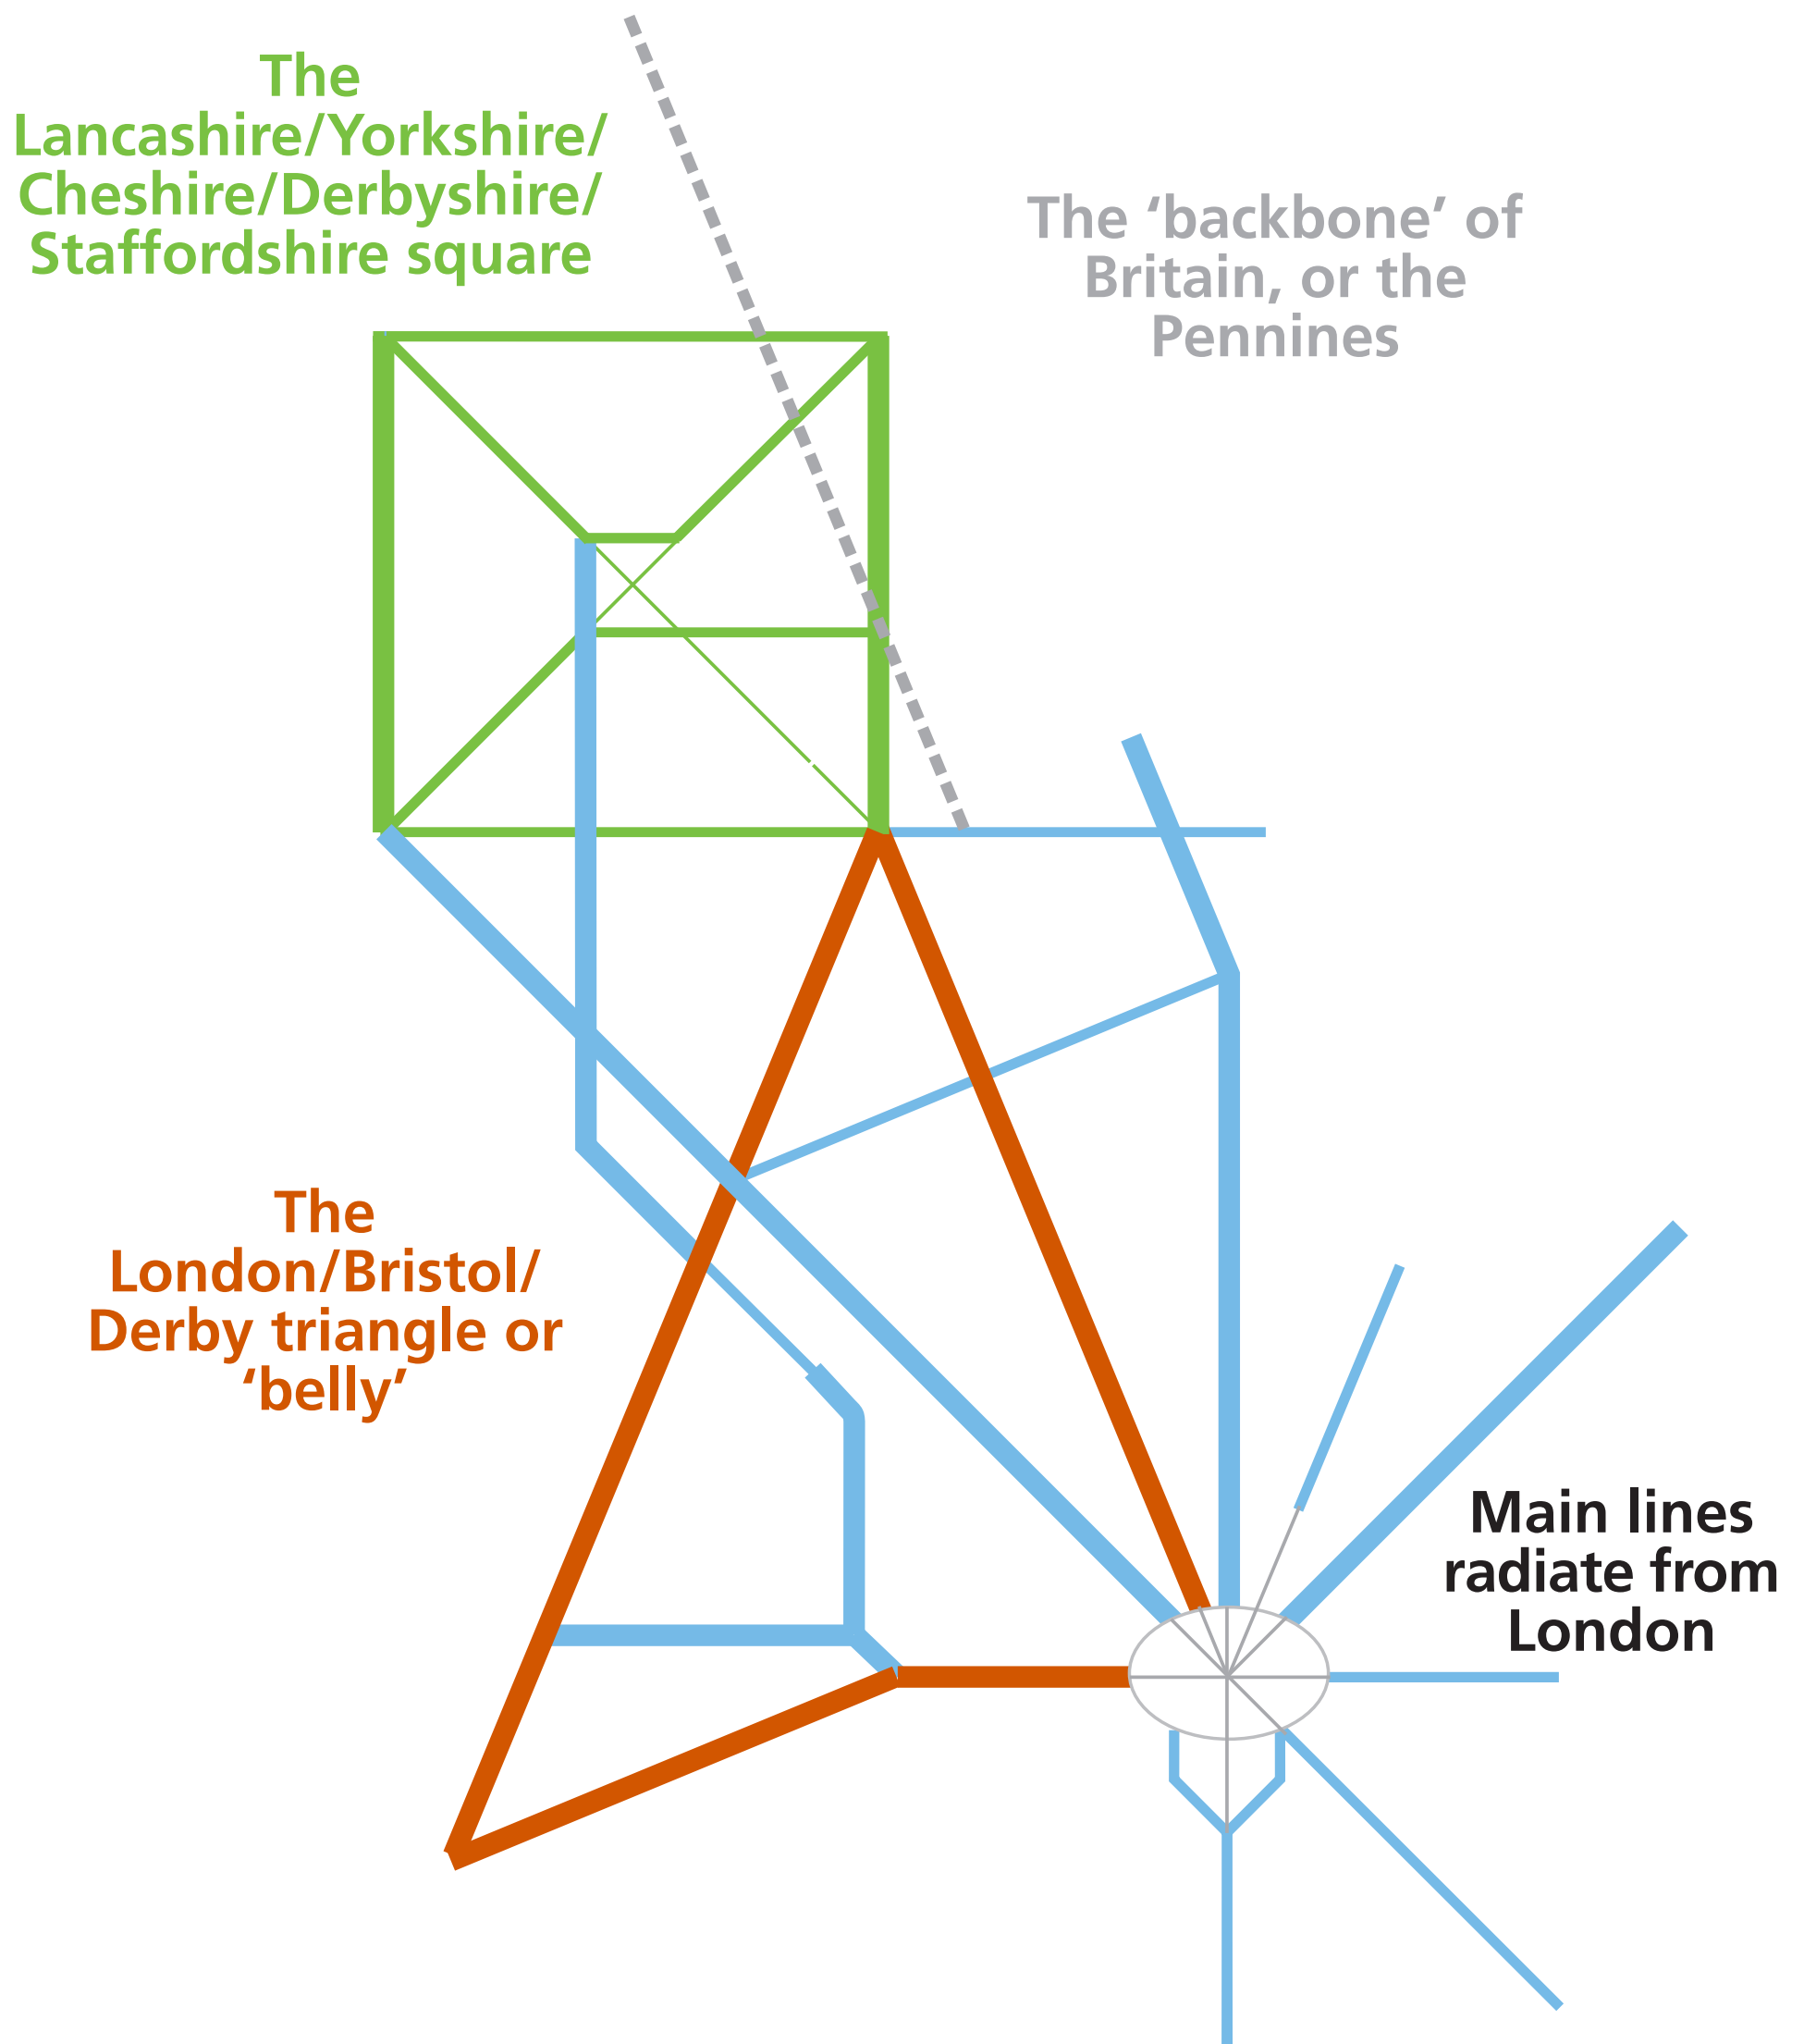 The
Lancashire/Yorkshire/
Cheshire/Derbyshire/
Staffordshire square
The ‘backbone’ of
Britain, or the
Pennines
The
London/Bristol/
Derby triangle or
‘belly’
Main lines
radiate from
London